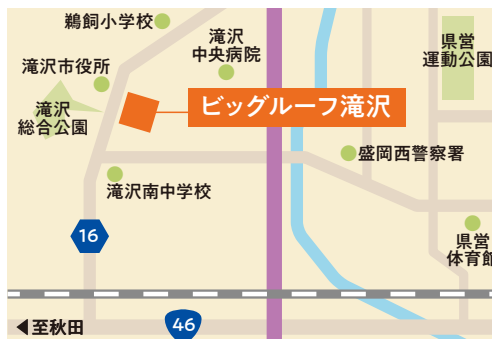 鵜飼小学校
滝沢
中央病院
県営
運動公園
滝沢市役所
滝沢
総合公園
ビッグルーフ滝沢
盛岡西警察署
滝沢南中学校
16
県営
体育館
◀至秋田
46